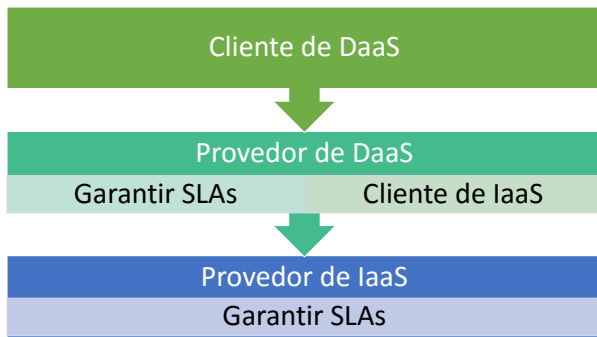 Cliente de DaaS
Provedor de DaaS
Garantir SLAs
Cliente de IaaS
Provedor de IaaS
Garantir SLAs